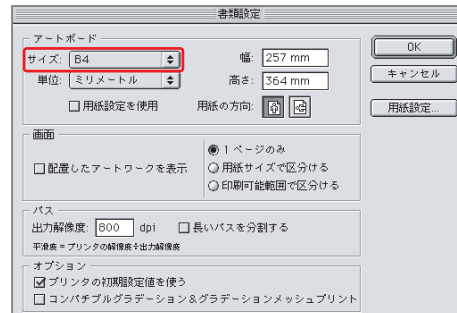 書類設定
アートボード
サイズ: B4
幅: 257 mm
OK
単位: ミリメートル
高さ: 364 mm
キャンセル
用紙設定を使用
用紙の方向:
用紙設定...
画面
1 ページのみ
配置したアートワークを表示
用紙サイズで区分ける
印刷可能範囲で区分ける
パス
出力解像度: 800 dpi
長いパスを分割する
平滑度 = プリンタの解像度÷出力解像度
オプション
プリンタの初期設定値を使う
コンパチブルグラデーション&グラデーションメッシュプリント